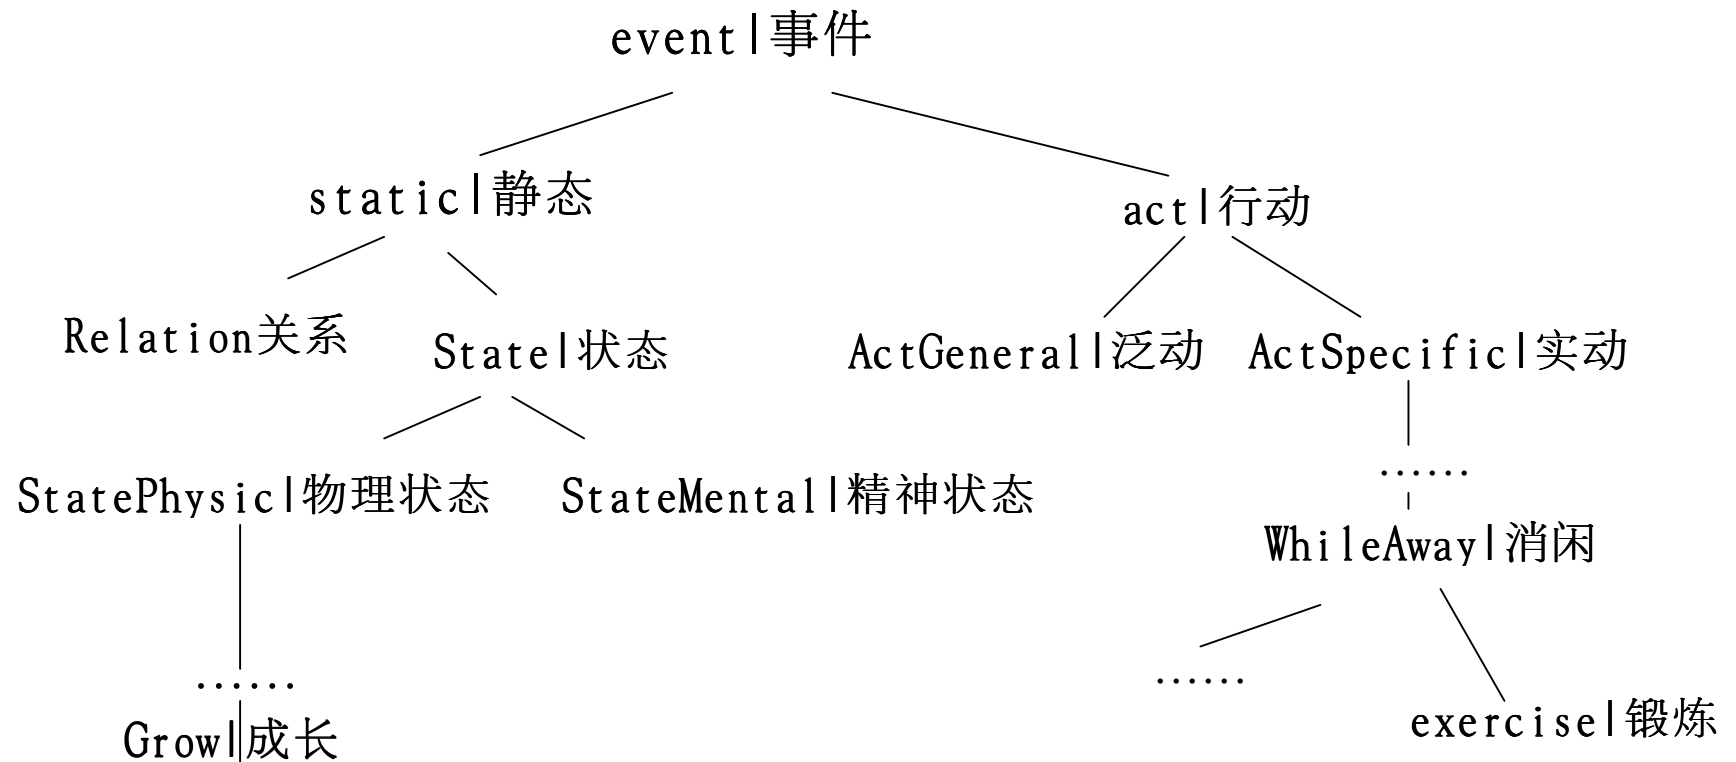 event|事件
static|静态
act|行动
Relation关系
State|状态
ActGeneral|泛动
ActSpecific|实动
StatePhysic|物理状态
StateMental|精神状态
......
WhileAway|消闲
......
......
Grow|成长
exercise|锻炼